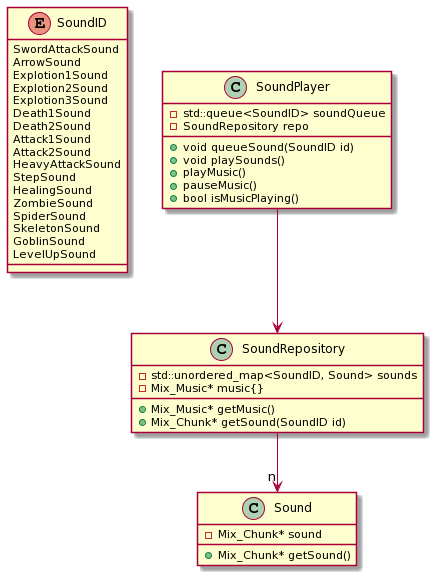 E SoundID
SwordAttackSound
ArrowSound
Explotion1Sound
Explotion2Sound
Explotion3Sound
Death1Sound
Death2Sound
Attack1Sound
Attack2Sound
HeavyAttackSound
StepSound
HealingSound
ZombieSound
SpiderSound
SkeletonSound
GoblinSound
LevelUpSound
C SoundPlayer
std::queue<SoundID> soundQueue
SoundRepository repo
void queueSound(SoundID id)
void playSounds()
playMusic()
pauseMusic()
bool isMusicPlaying()
C SoundRepository
std::unordered_map<SoundID, Sound> sounds
Mix_Music* music{}
Mix_Music* getMusic()
Mix_Chunk* getSound(SoundID id)
n
C Sound
Mix_Chunk* sound
Mix_Chunk* getSound()